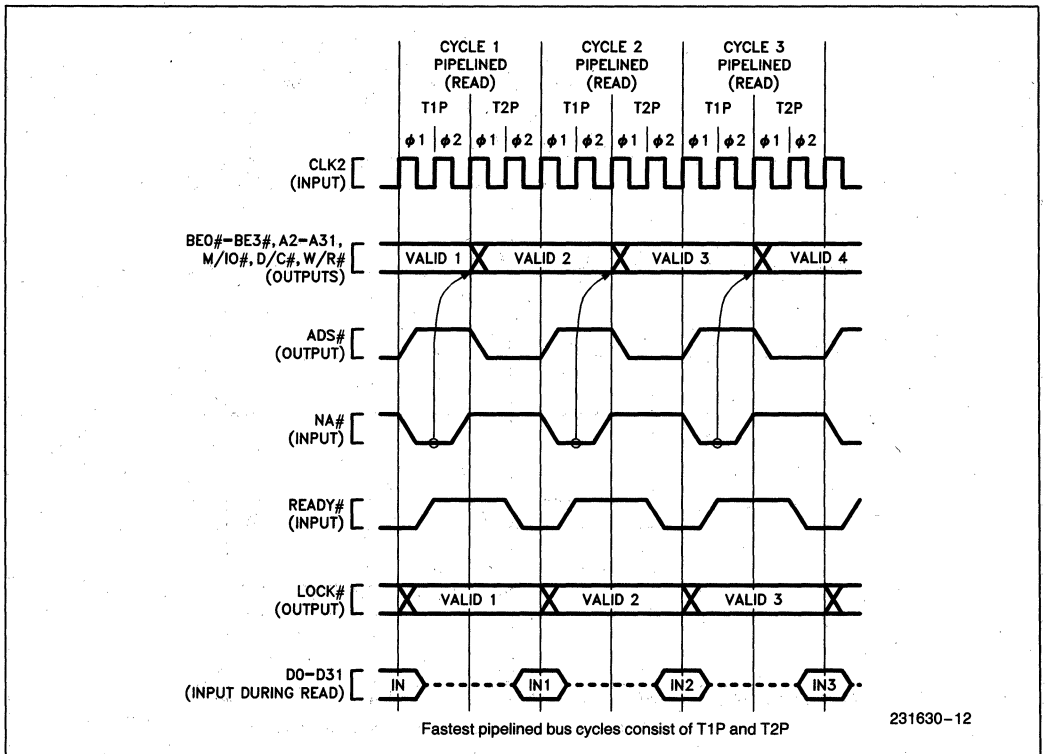 CYCLE 1 CYCLE 2 CYCLE 3
PIPELINED PIPELINED PIPELINED
(READ) (READ) (READ)
T1P T2P T1P T2P T1P T2P
ϕ1 ϕ2 ϕ1 ϕ2 ϕ1 ϕ2 ϕ1 ϕ2 ϕ1 ϕ2 ϕ1 ϕ2
CLK2
(INPUT)
BE0#-BE3#, A2-A31,
M/IO#, D/C#, W/R#
(OUTPUTS)
VALID 1 VALID 2 VALID 3 VALID 4
ADS#
(OUTPUT)
NA#
(INPUT)
READY#
(INPUT)
LOCK#
(OUTPUT)
VALID 1 VALID 2 VALID 3
D0-D31
(INPUT DURING READ)
IN IN1 IN2 IN3
Fastest pipelined bus cycles consist of T1P and T2P
231630-12